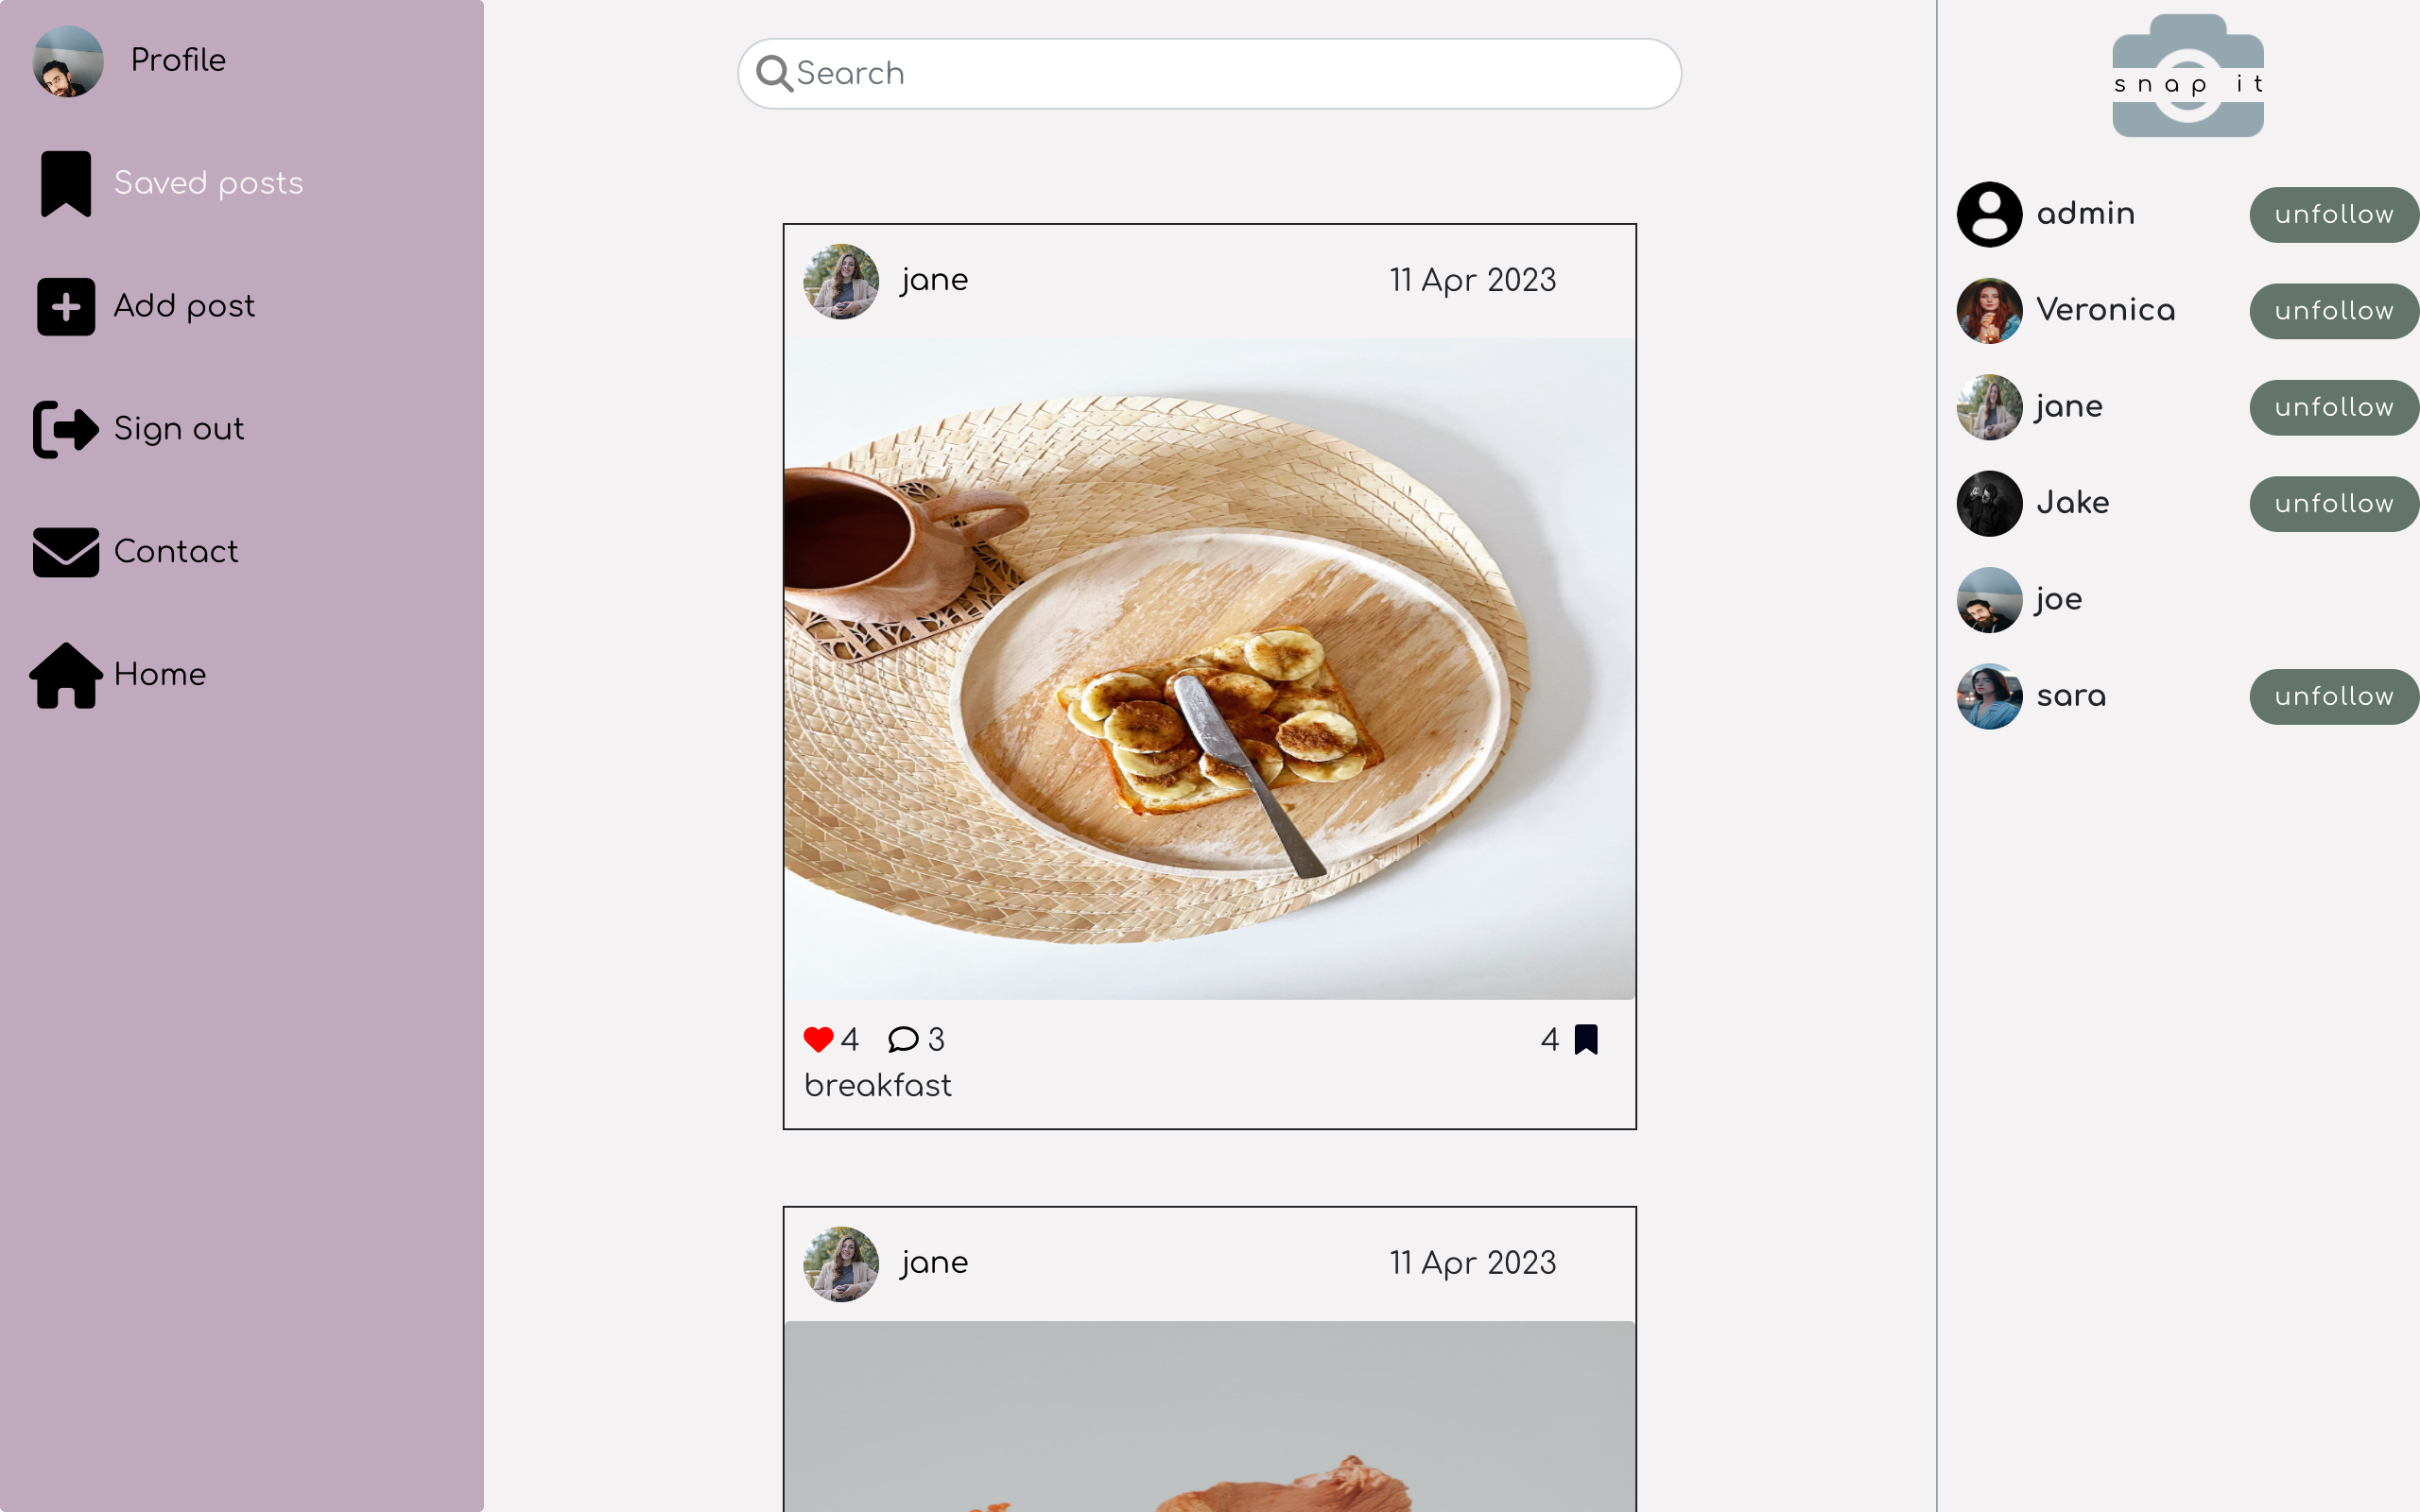 Profile
Saved posts
Add post
Sign out
Contact
Home
Search
jane 11 Apr 2023
4 3 4
breakfast
jane 11 Apr 2023
snap it
admin unfollow
Veronica unfollow
jane unfollow
Jake unfollow
joe
sara unfollow